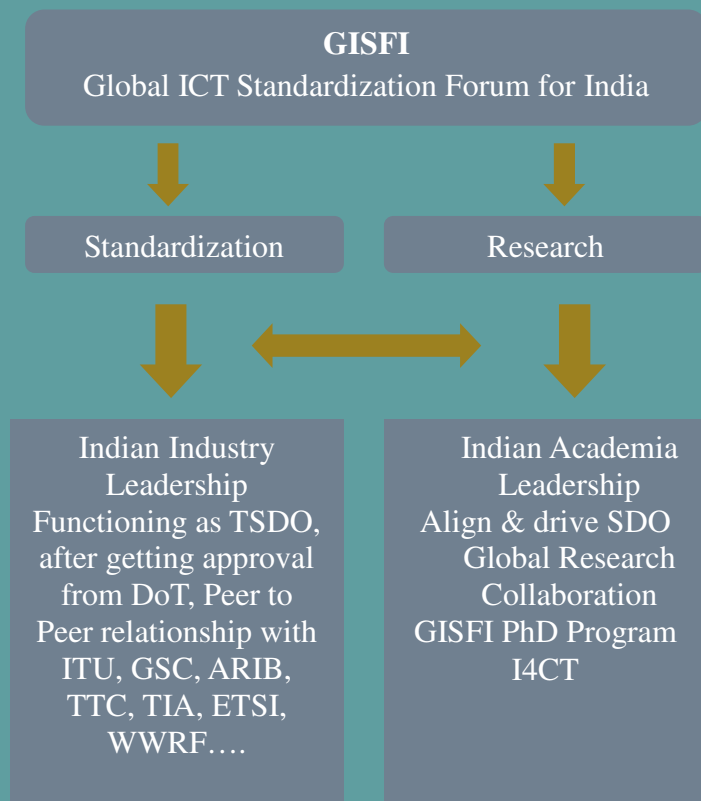 GISFI
Global ICT Standardization Forum for India
Standardization
Research
Indian Industry
Leadership
Functioning as TSDO,
after getting approval
from DoT, Peer to
Peer relationship with
ITU, GSC, ARIB,
TTC, TIA, ETSI,
WWRF….
Indian Academia
Leadership
Align & drive SDO
Global Research
Collaboration
GISFI PhD Program
I4CT